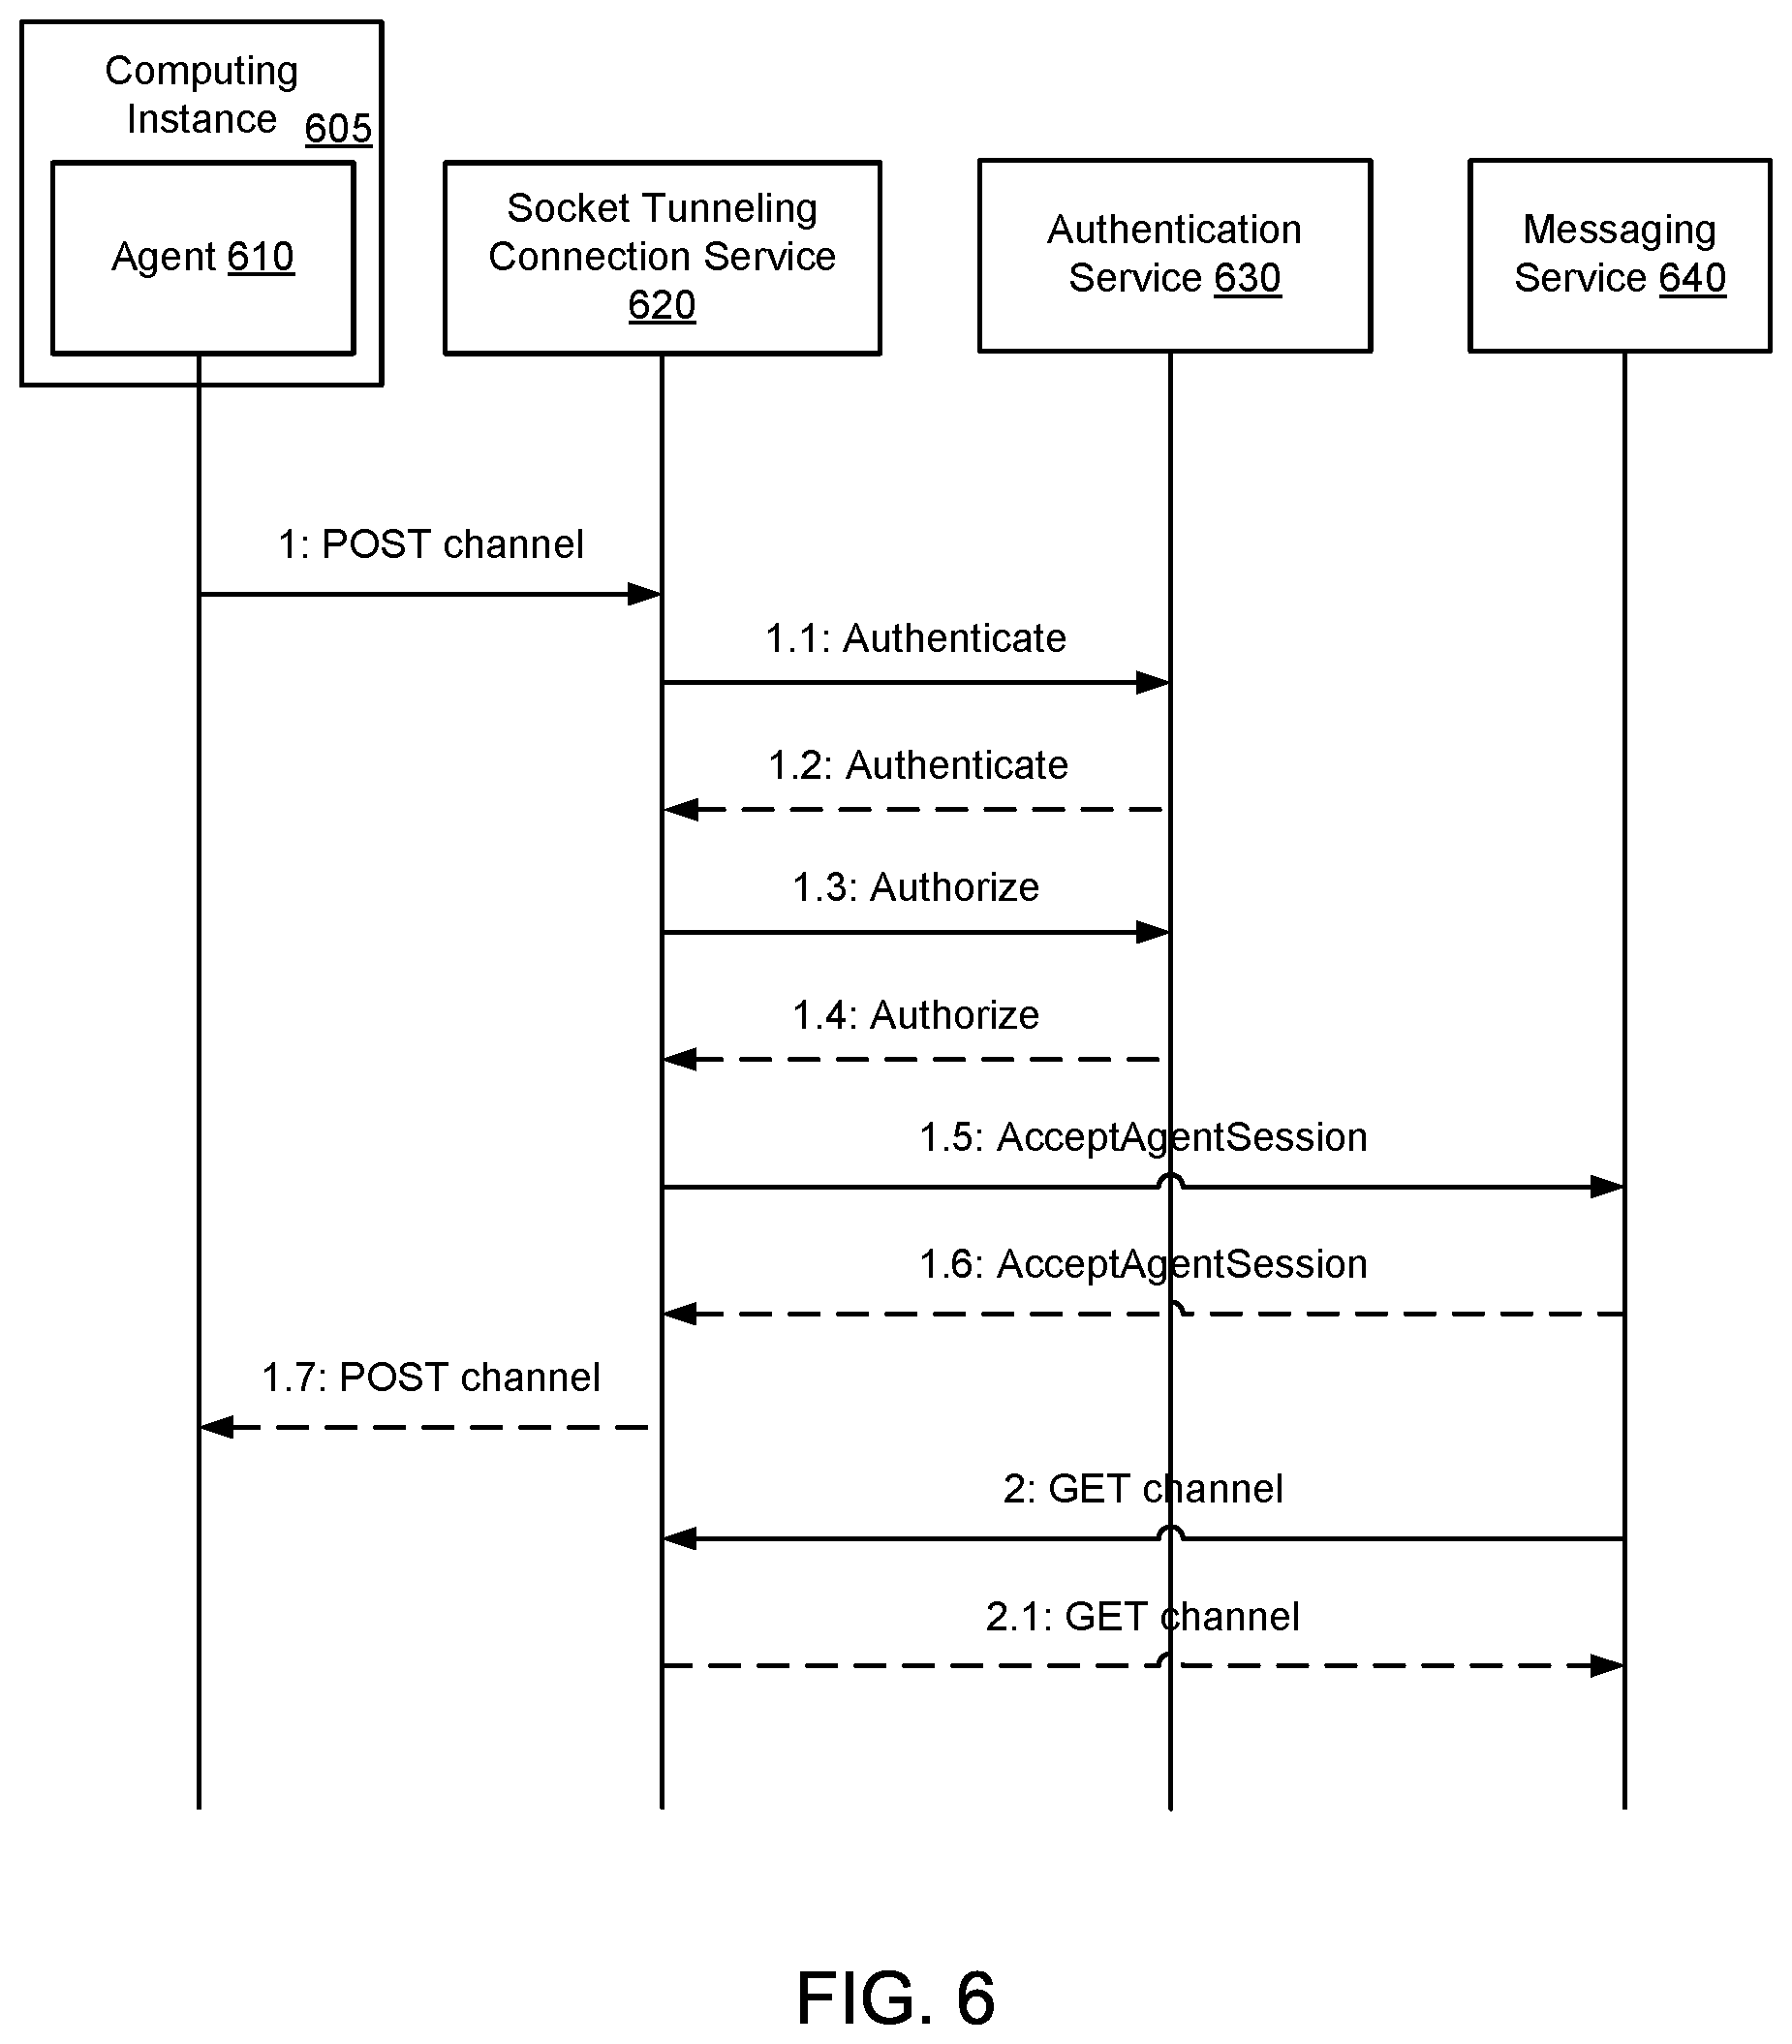 Computing
Instance 605
Agent 610
Socket Tunneling
Connection Service
620
Authentication
Service 630
Messaging
Service 640
1: POST channel
1.1: Authenticate
1.2: Authenticate
1.3: Authorize
1.4: Authorize
1.5: AcceptAgentSession
1.6: AcceptAgentSession
1.7: POST channel
2: GET channel
2.1: GET channel
FIG. 6